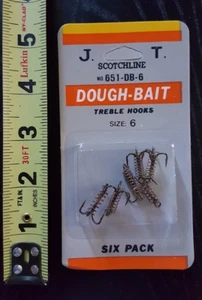 J. T.
SCOTCHLINE
NO 651-DB-6
DOUGH-BAIT
TREBLE HOOKS
SIZE: 6
SIX PACK
5
Lufkin
4
3
30FT
2
1